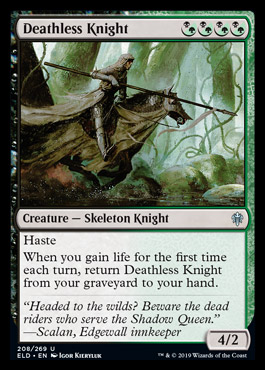 Deathless Knight
Creature — Skeleton Knight
Haste
When you gain life for the first
time each turn, return Deathless Knight
from your graveyard to your hand.
“Headed to the wilds? Beware the dead
riders who serve the Shadow Queen.”
—Scalan, Edgewall innkeeper
4/2
208/269 U
ELD • EN Igor Kieryluk
™ & © 2019 Wizards of the Coast